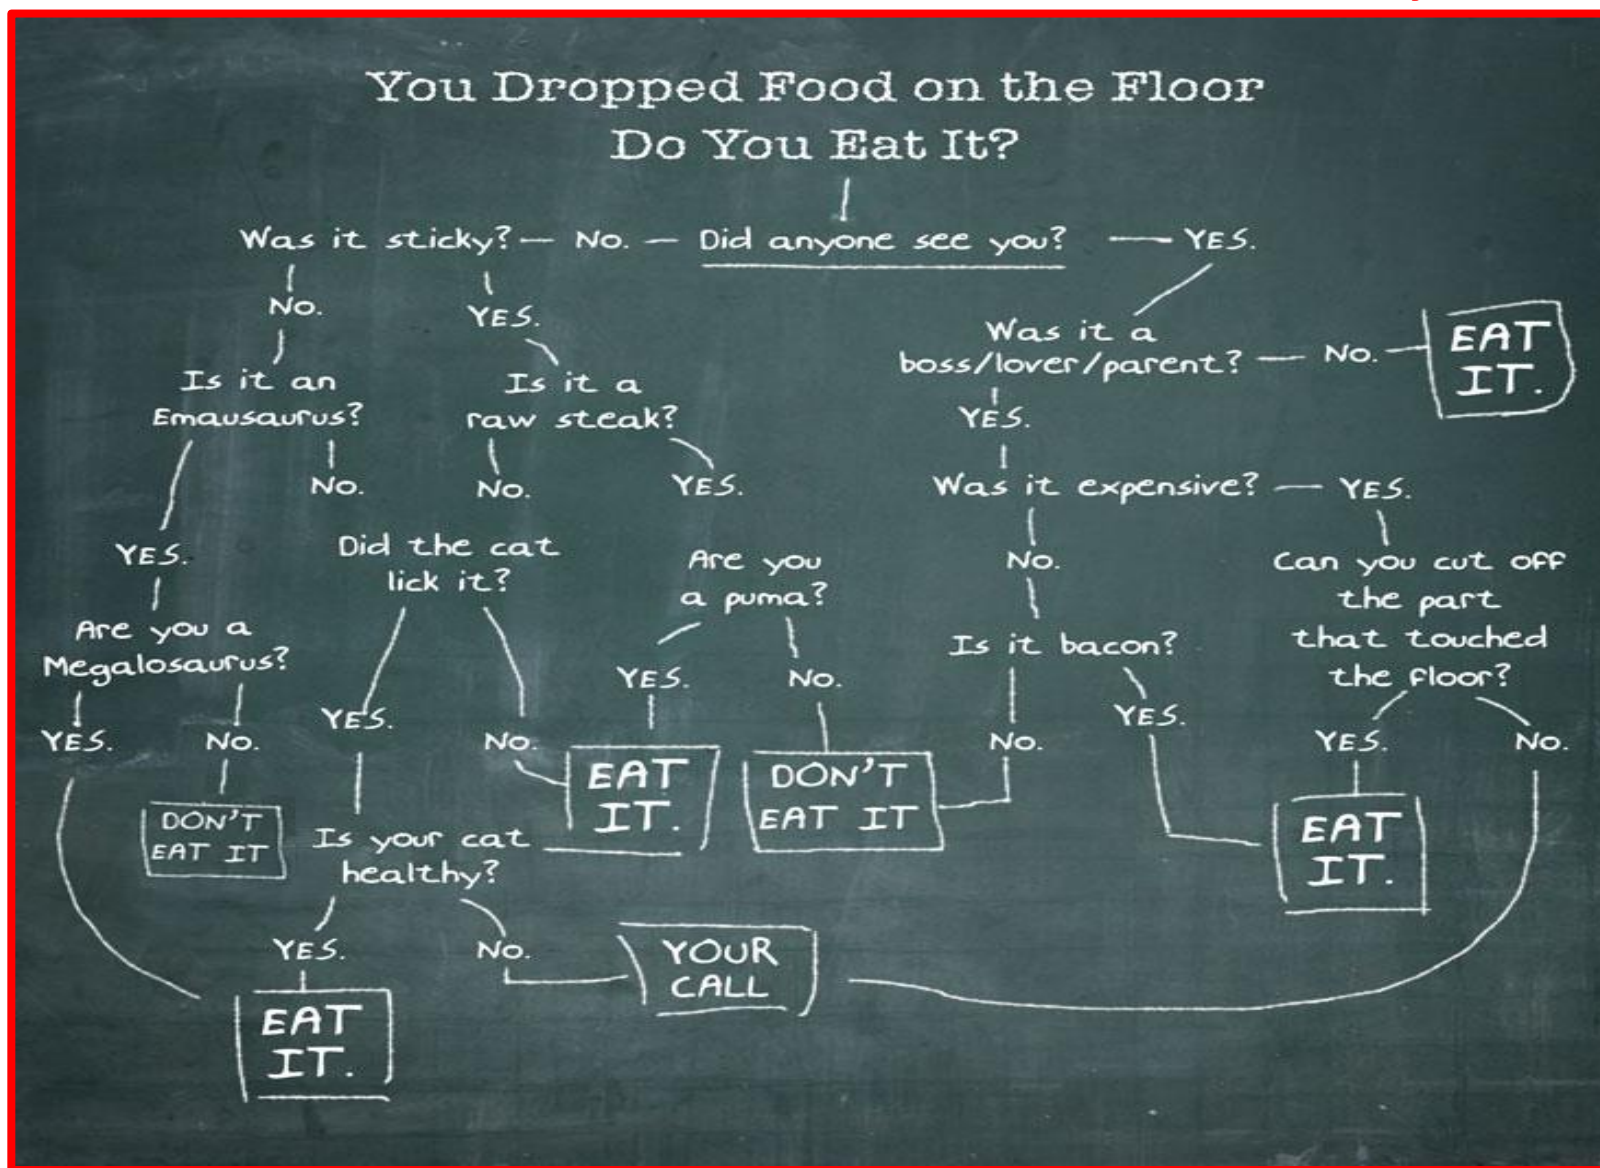 You Dropped Food on the Floor
Do You Eat It?
Was it sticky? No. Did anyone see you? YES.
No.
YES.
Was it a
boss/lover/parent? No.
EAT
IT.
Is it an
Emausaurus?
Is it a
raw steak?
YES.
No.
No.
YES.
Was it expensive? YES.
YES.
Did the cat
lick it?
Are you
a puma?
No.
Can you cut off
the part
that touched
the floor?
Are you a
Megalosaurus?
Is it bacon?
YES.
No.
YES.
No.
YES.
No.
No.
YES.
YES.
No.
EAT
IT.
DON'T
EAT IT
DON'T
EAT IT
Is your cat
healthy?
EAT
IT.
YES.
No.
YOUR
CALL
EAT
IT.